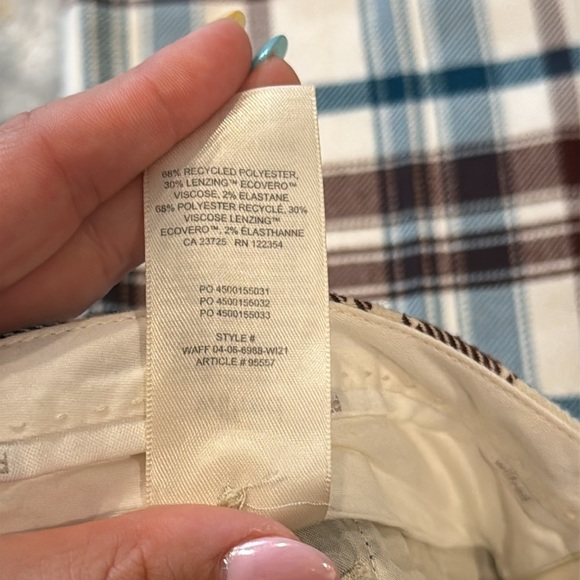 68% RECYCLED POLYESTER,
30% LENZING™ ECOVERO™
VISCOSE, 2% ELASTANE
68% POLYESTER RECYCLÉ, 30%
VISCOSE LENZING™
ECOVERO™, 2% ÉLASTHANNE
CA 23725 RN 122354
PO 4500155031
PO 4500155032
PO 4500155033
STYLE #
WAFF 04-06-6988-WI21
ARTICLE # 95557